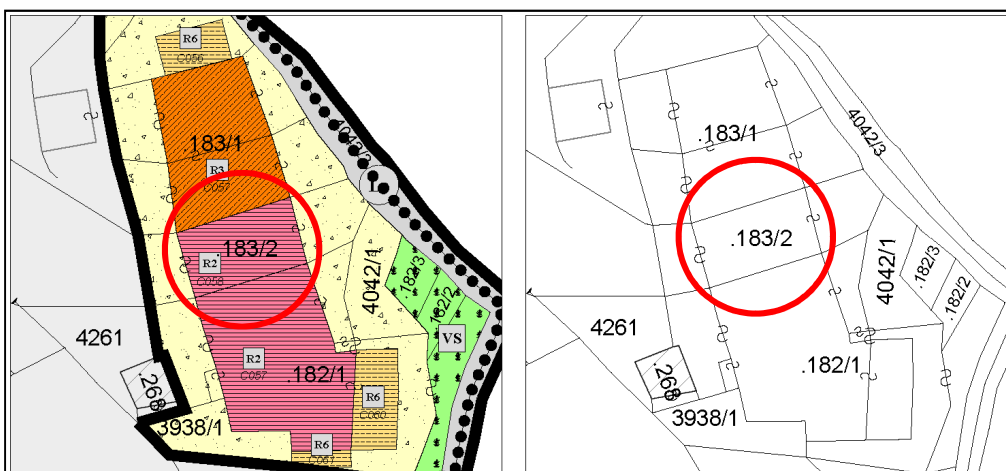 R6
C056
.183/1
R3
C057
4042/3
L
183/2
R2
C058
4042/1
.182/3
182/2
VS
4261
R2
C057
.182/1
.268
R6
C060
3938/1
R6
C061
.183/1
4042/3
.183/2
4042/1
.182/3
.182/2
4261
.182/1
.268
3938/1